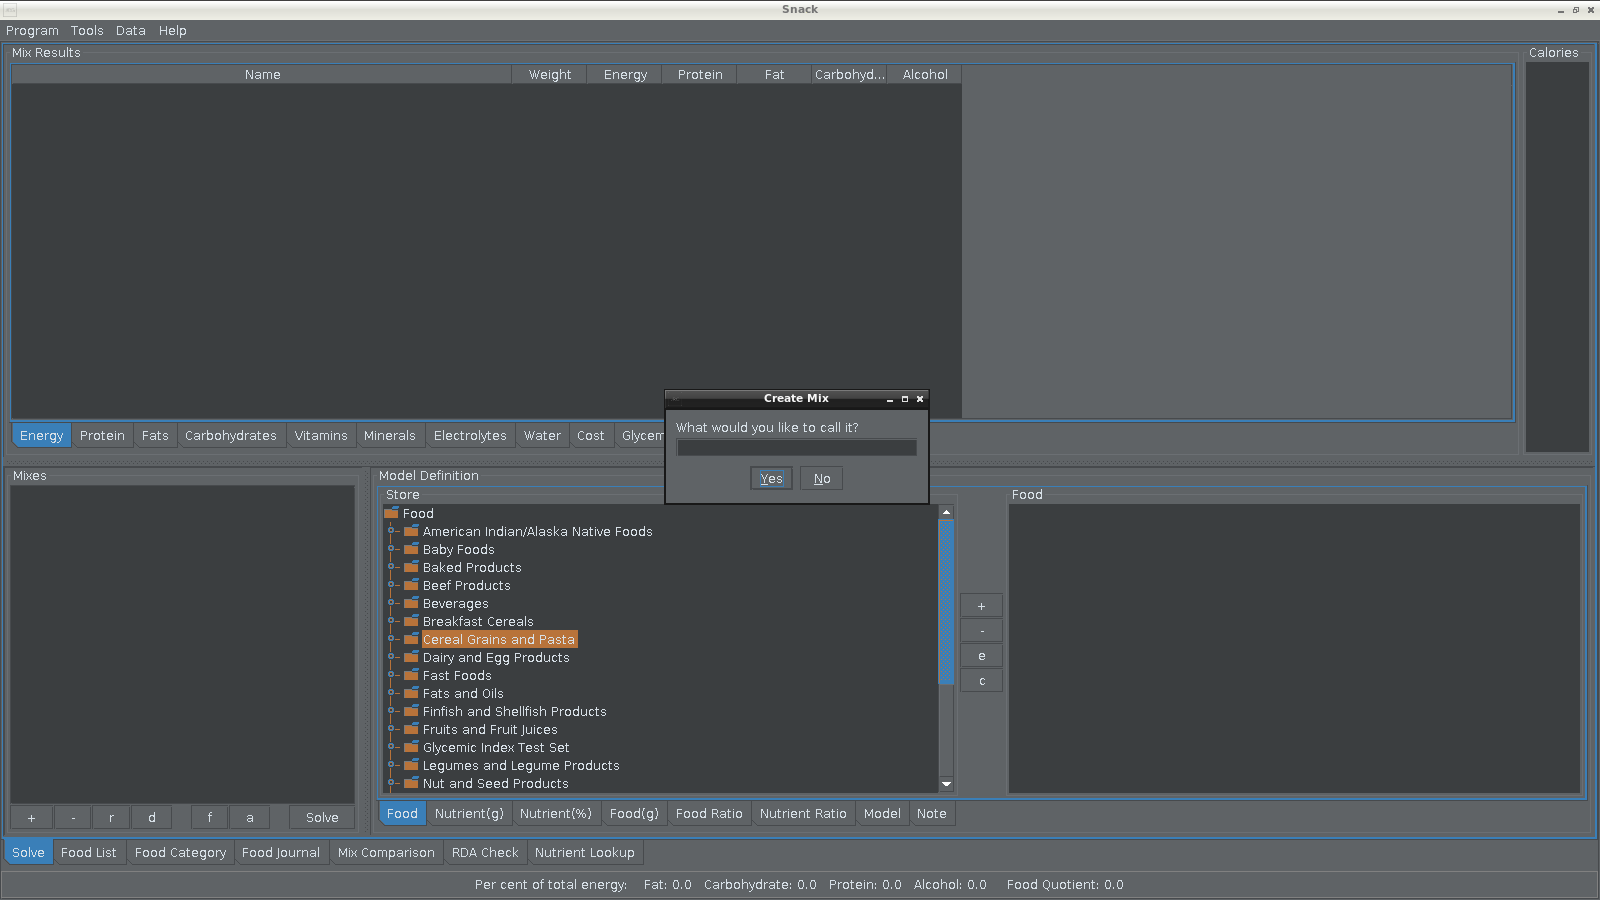 Snack
Program Tools Data Help
Mix Results
Calories
Name Weight Energy Protein Fat Carbohyd... Alcohol
Create Mix
What would you like to call it?
Yes No
Energy Protein Fats Carbohydrates Vitamins Minerals Electrolytes Water Cost Glycem
Mixes
Model Definition
Store
Food
Food
American Indian/Alaska Native Foods
Baby Foods
Baked Products
Beef Products
Beverages
Breakfast Cereals
Cereal Grains and Pasta
Dairy and Egg Products
Fast Foods
Fats and Oils
Finfish and Shellfish Products
Fruits and Fruit Juices
Glycemic Index Test Set
Legumes and Legume Products
Nut and Seed Products
+
-
e
c
+ - r d f a Solve
Food Nutrient(g) Nutrient(%) Food(g) Food Ratio Nutrient Ratio Model Note
Solve Food List Food Category Food Journal Mix Comparison RDA Check Nutrient Lookup
Per cent of total energy: Fat: 0.0 Carbohydrate: 0.0 Protein: 0.0 Alcohol: 0.0 Food Quotient: 0.0